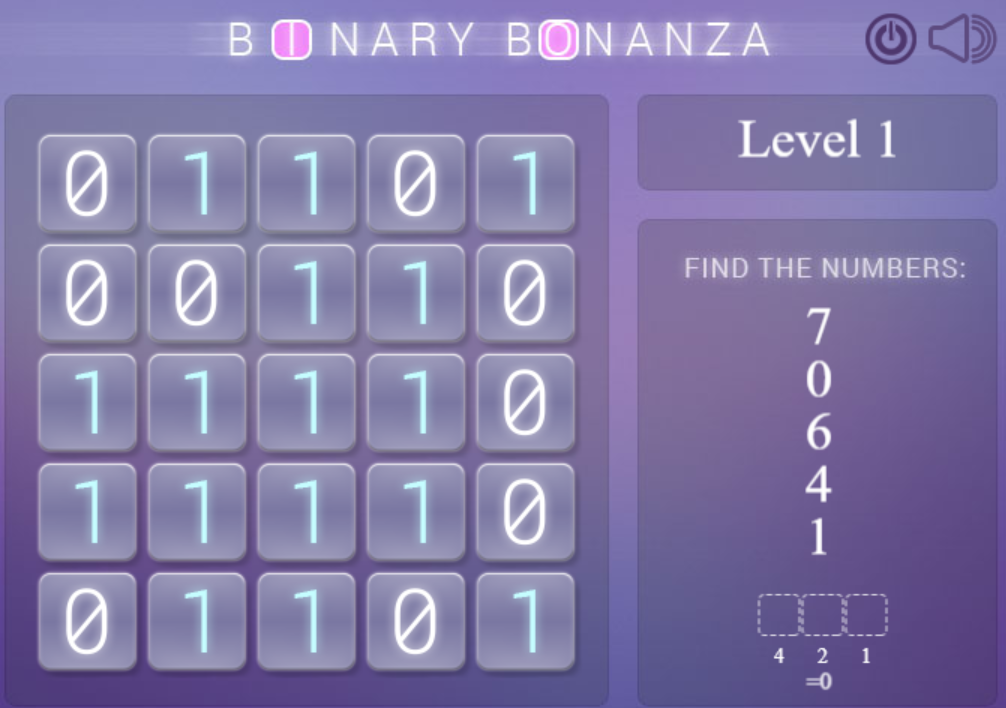 BINARY BONANZA
Level 1
0 1 1 0 1
0 0 1 1 0
1 1 1 1 0
1 1 1 1 0
0 1 1 0 1
FIND THE NUMBERS:
7
0
6
4
1
4 2 1
=0